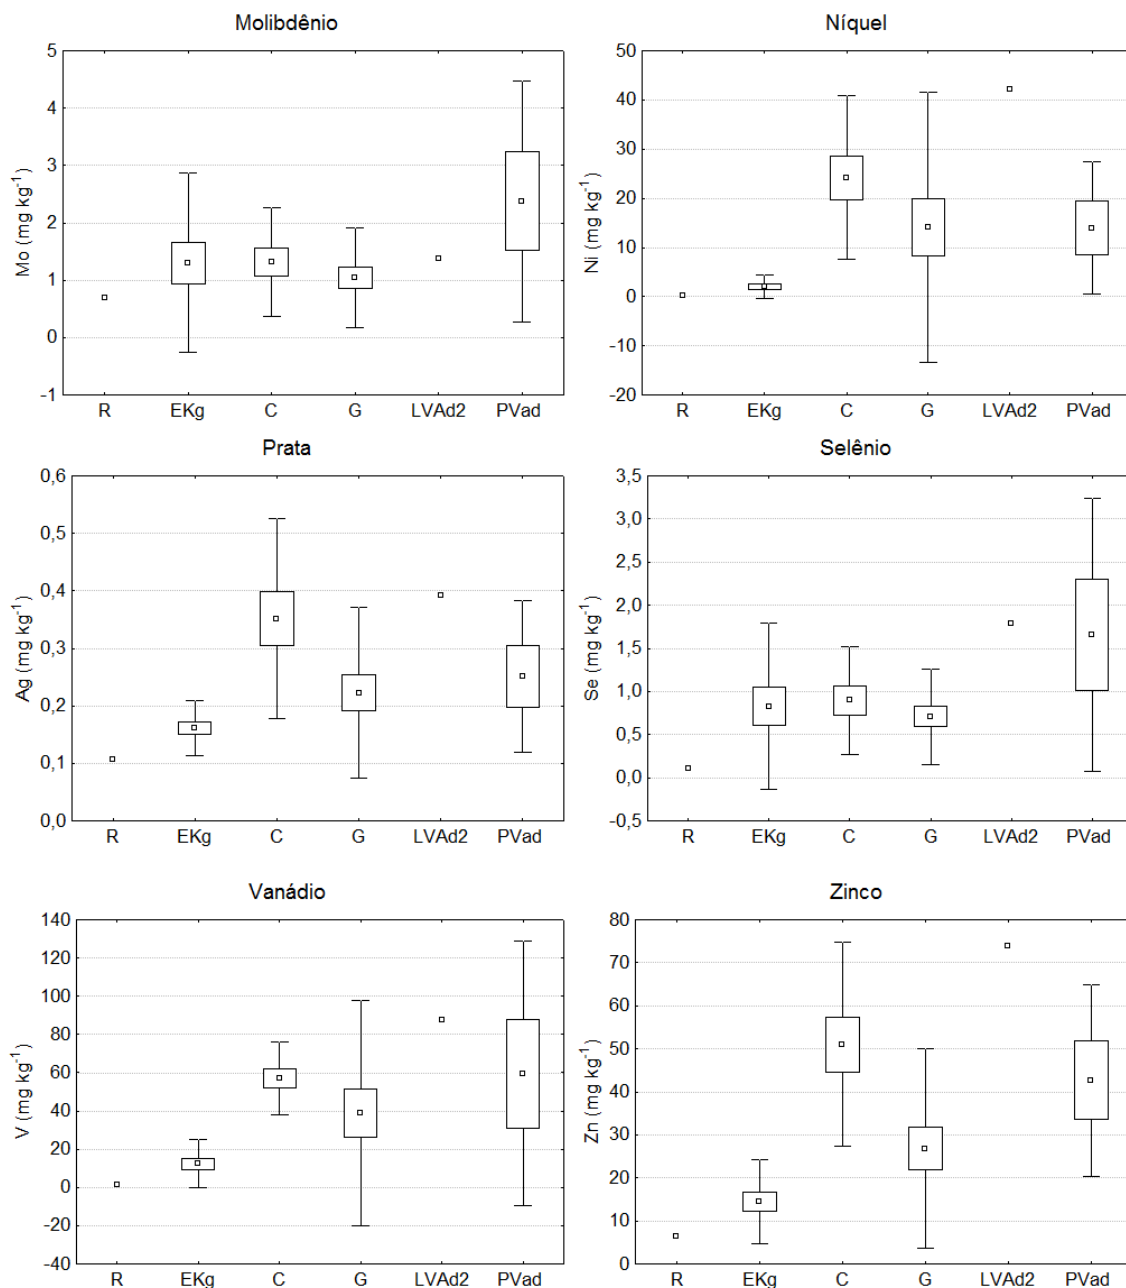 Molibdênio
Mo (mg kg⁻¹)
5
4
3
2
1
0
-1
R EKg C G LVAd2 PVad
Níquel
Ni (mg kg⁻¹)
50
40
30
20
10
0
-10
-20
R EKg C G LVAd2 PVad
Prata
Ag (mg kg⁻¹)
0,6
0,5
0,4
0,3
0,2
0,1
0,0
R EKg C G LVAd2 PVad
Selênio
Se (mg kg⁻¹)
3,5
3,0
2,5
2,0
1,5
1,0
0,5
0,0
-0,5
R EKg C G LVAd2 PVad
Vanádio
V (mg kg⁻¹)
140
120
100
80
60
40
20
0
-20
-40
R EKg C G LVAd2 PVad
Zinco
Zn (mg kg⁻¹)
80
70
60
50
40
30
20
10
0
R EKg C G LVAd2 PVad